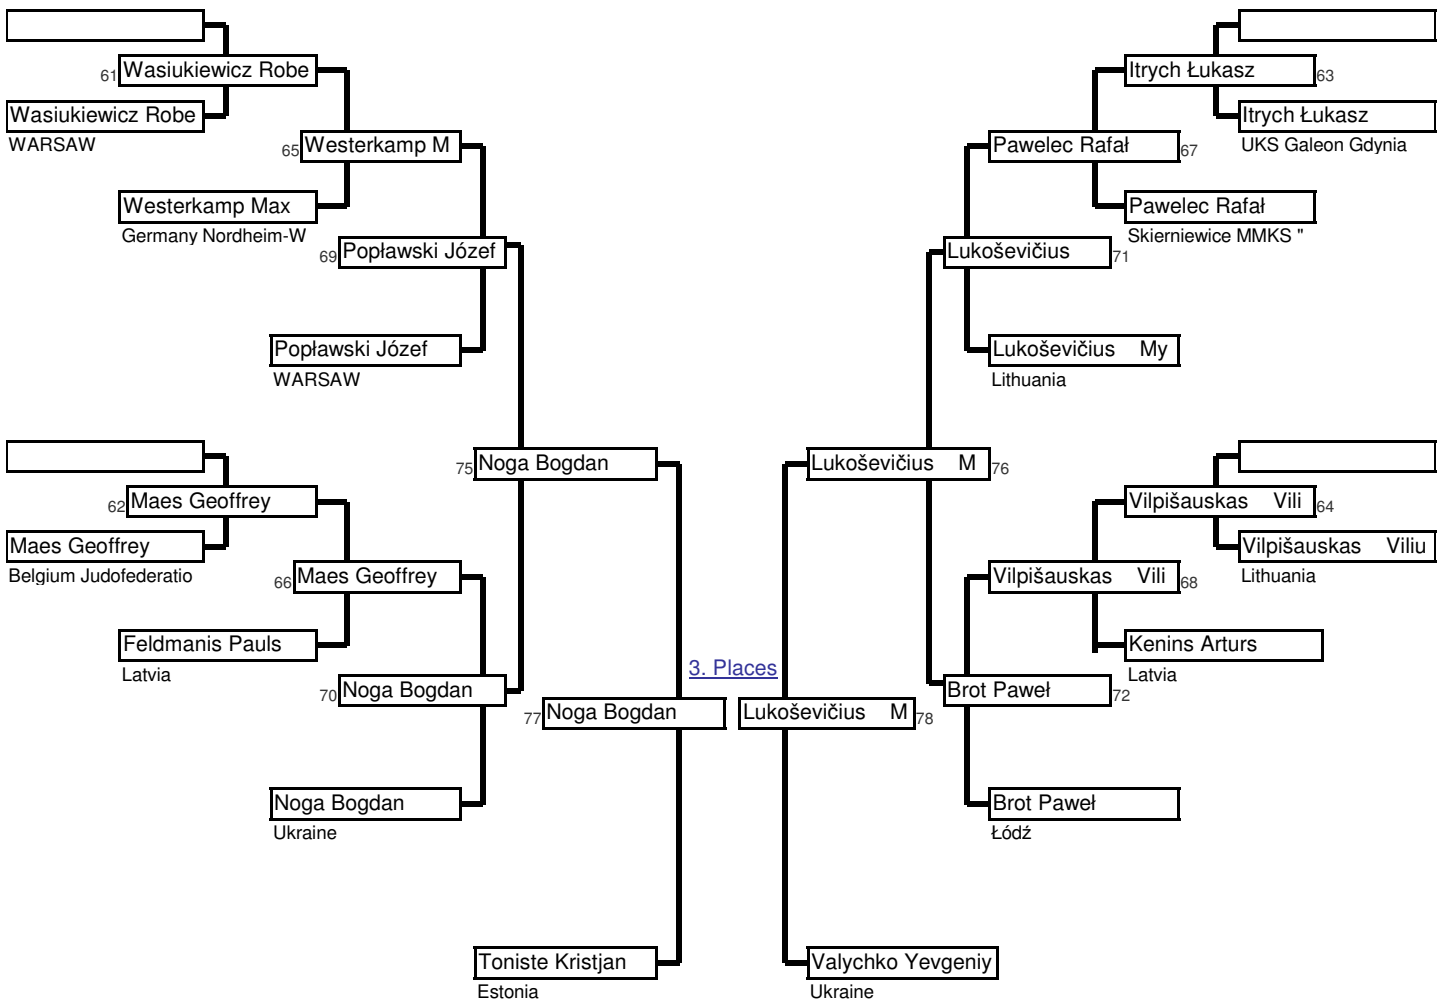 61 Wasiukiewicz Robe
Itrych Łukasz 63
Wasiukiewicz Robe
WARSAW
Itrych Łukasz
UKS Galeon Gdynia
65 Westerkamp M
Pawelec Rafał 67
Westerkamp Max
Germany Nordheim-W
Pawelec Rafał
Skierniewice MMKS "
69 Popławski Józef
Lukoševičius 71
Popławski Józef
WARSAW
Lukoševičius My
Lithuania
75 Noga Bogdan
Lukoševičius M 76
62 Maes Geoffrey
Vilpišauskas Vili 64
Maes Geoffrey
Belgium Judofederatio
Vilpišauskas Viliu
Lithuania
66 Maes Geoffrey
Vilpišauskas Vili 68
Feldmanis Pauls
Latvia
Kenins Arturs
Latvia
3. Places
70 Noga Bogdan
Brot Paweł 72
77 Noga Bogdan
Lukoševičius M 78
Noga Bogdan
Ukraine
Brot Paweł
Łódź
Toniste Kristjan
Estonia
Valychko Yevgeniy
Ukraine